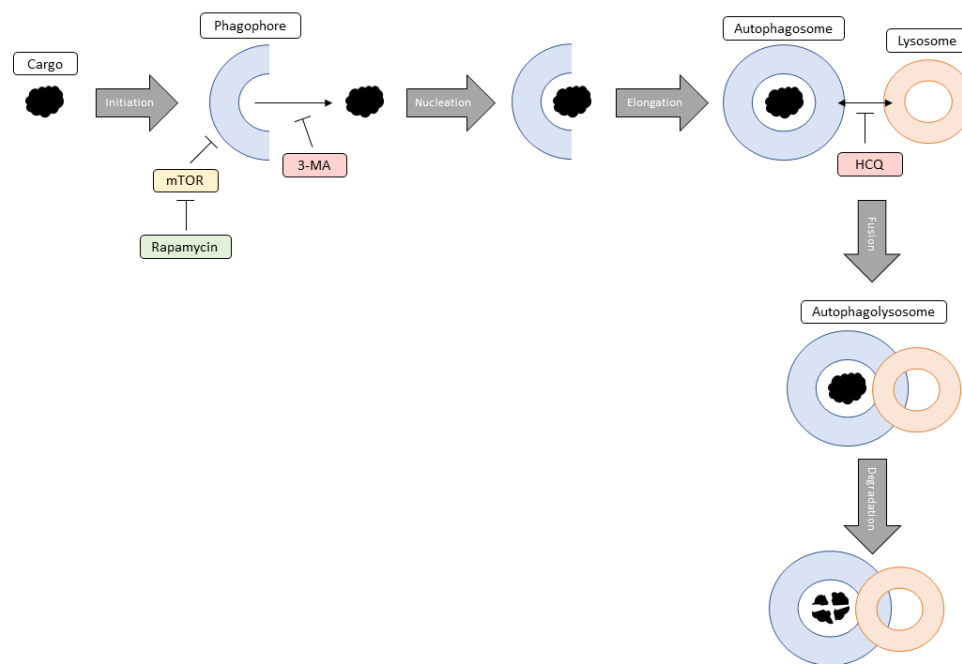 Phagophore
Autophagosome
Lysosome
Cargo
Initiation
Nucleation
Elongation
3-MA
HCQ
mTOR
Rapamycin
Fusion
Autophagolysosome
Degradation